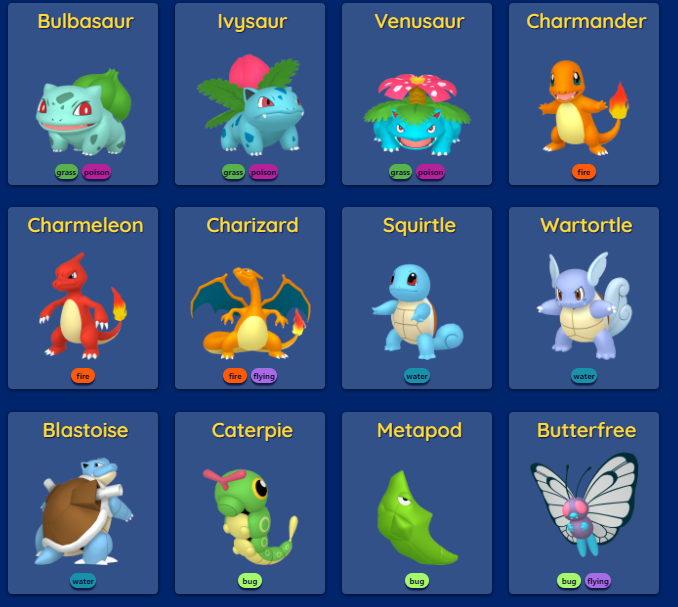 Bulbasaur
Ivysaur
Venusaur
Charmander
grass poison
grass poison
grass poison
fire
Charmeleon
Charizard
Squirtle
Wartortle
fire
fire flying
water
water
Blastoise
Caterpie
Metapod
Butterfree
water
bug
bug
bug flying